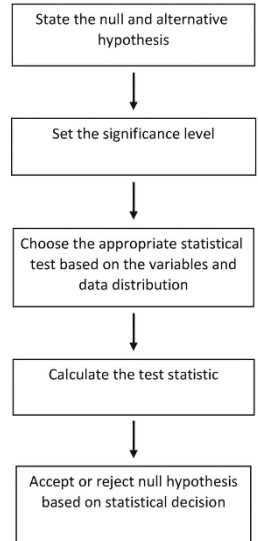 State the null and alternative
hypothesis
Set the significance level
Choose the appropriate statistical
test based on the variables and
data distribution
Calculate the test statistic
Accept or reject null hypothesis
based on statistical decision